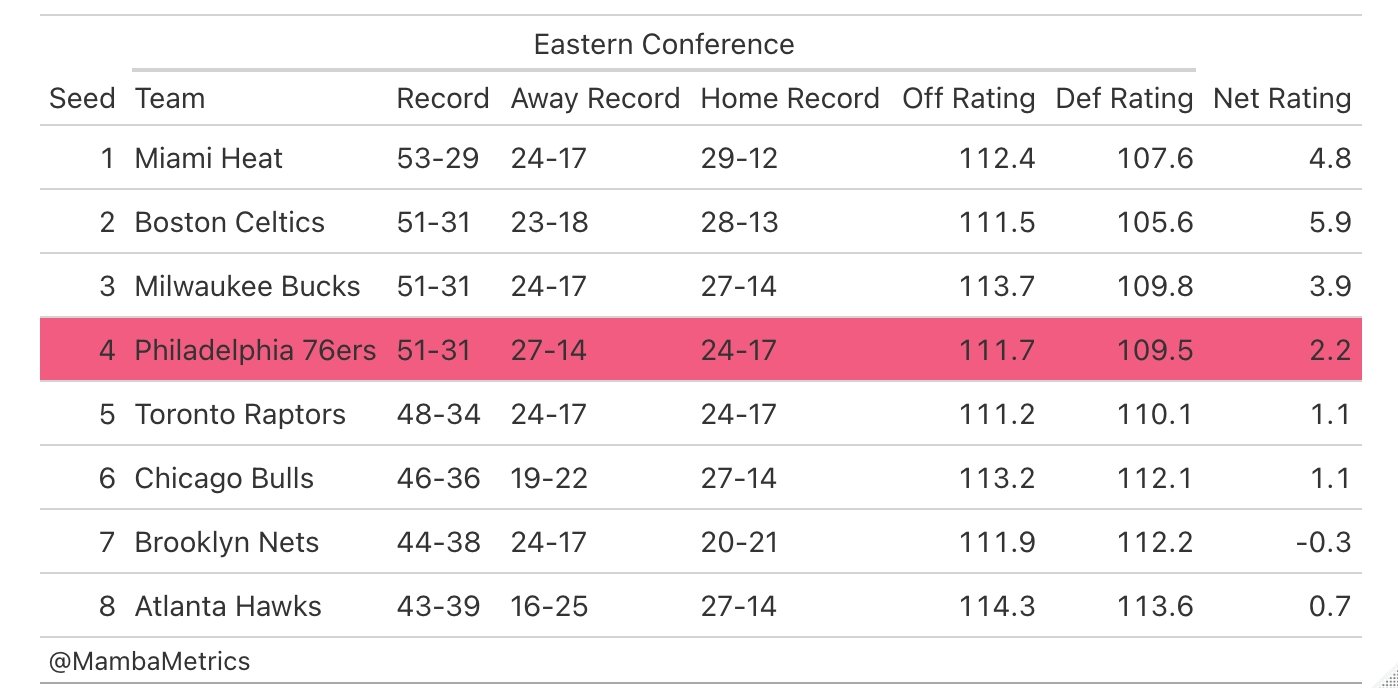 Eastern Conference
Seed Team Record Away Record Home Record Off Rating Def Rating Net Rating
1 Miami Heat 53-29 24-17 29-12 112.4 107.6 4.8
2 Boston Celtics 51-31 23-18 28-13 111.5 105.6 5.9
3 Milwaukee Bucks 51-31 24-17 27-14 113.7 109.8 3.9
4 Philadelphia 76ers 51-31 27-14 24-17 111.7 109.5 2.2
5 Toronto Raptors 48-34 24-17 24-17 111.2 110.1 1.1
6 Chicago Bulls 46-36 19-22 27-14 113.2 112.1 1.1
7 Brooklyn Nets 44-38 24-17 20-21 111.9 112.2 -0.3
8 Atlanta Hawks 43-39 16-25 27-14 114.3 113.6 0.7
@MambaMetrics